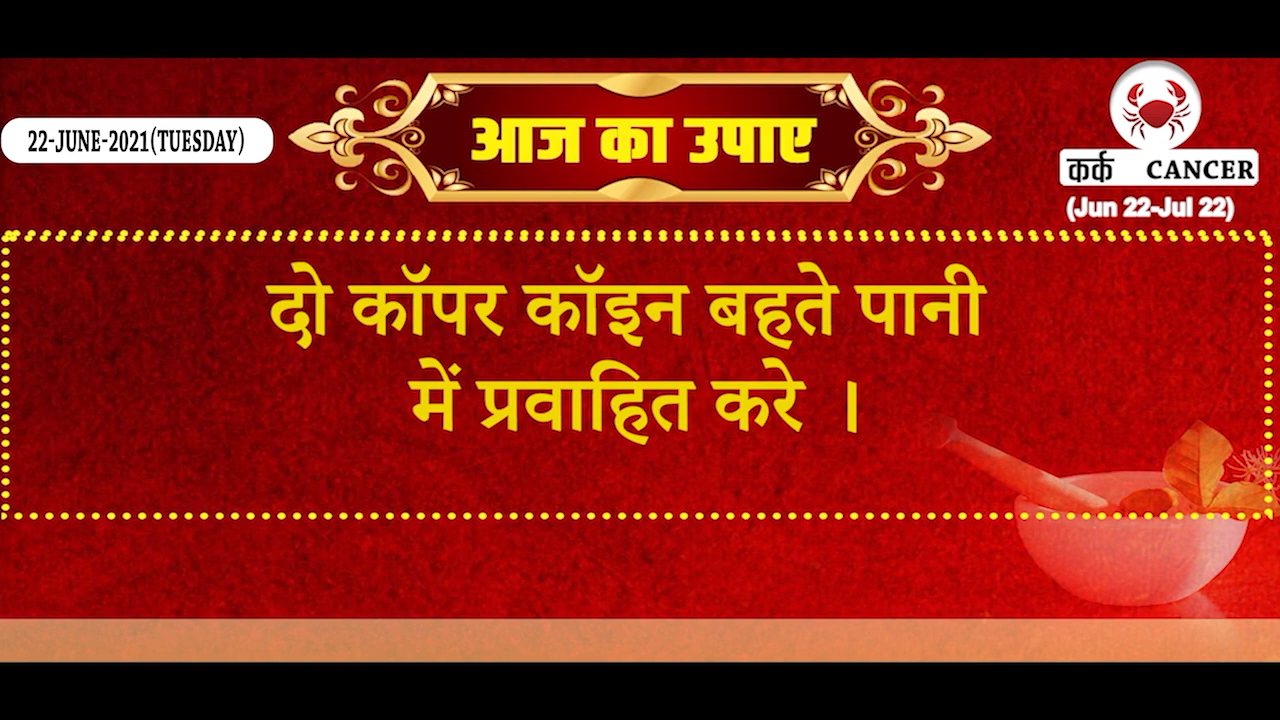 22-JUNE-2021(TUESDAY)
आज का उपाए
कर्क CANCER
(Jun 22-Jul 22)
दो कॉपर कॉइन बहते पानी
में प्रवाहित करे ।